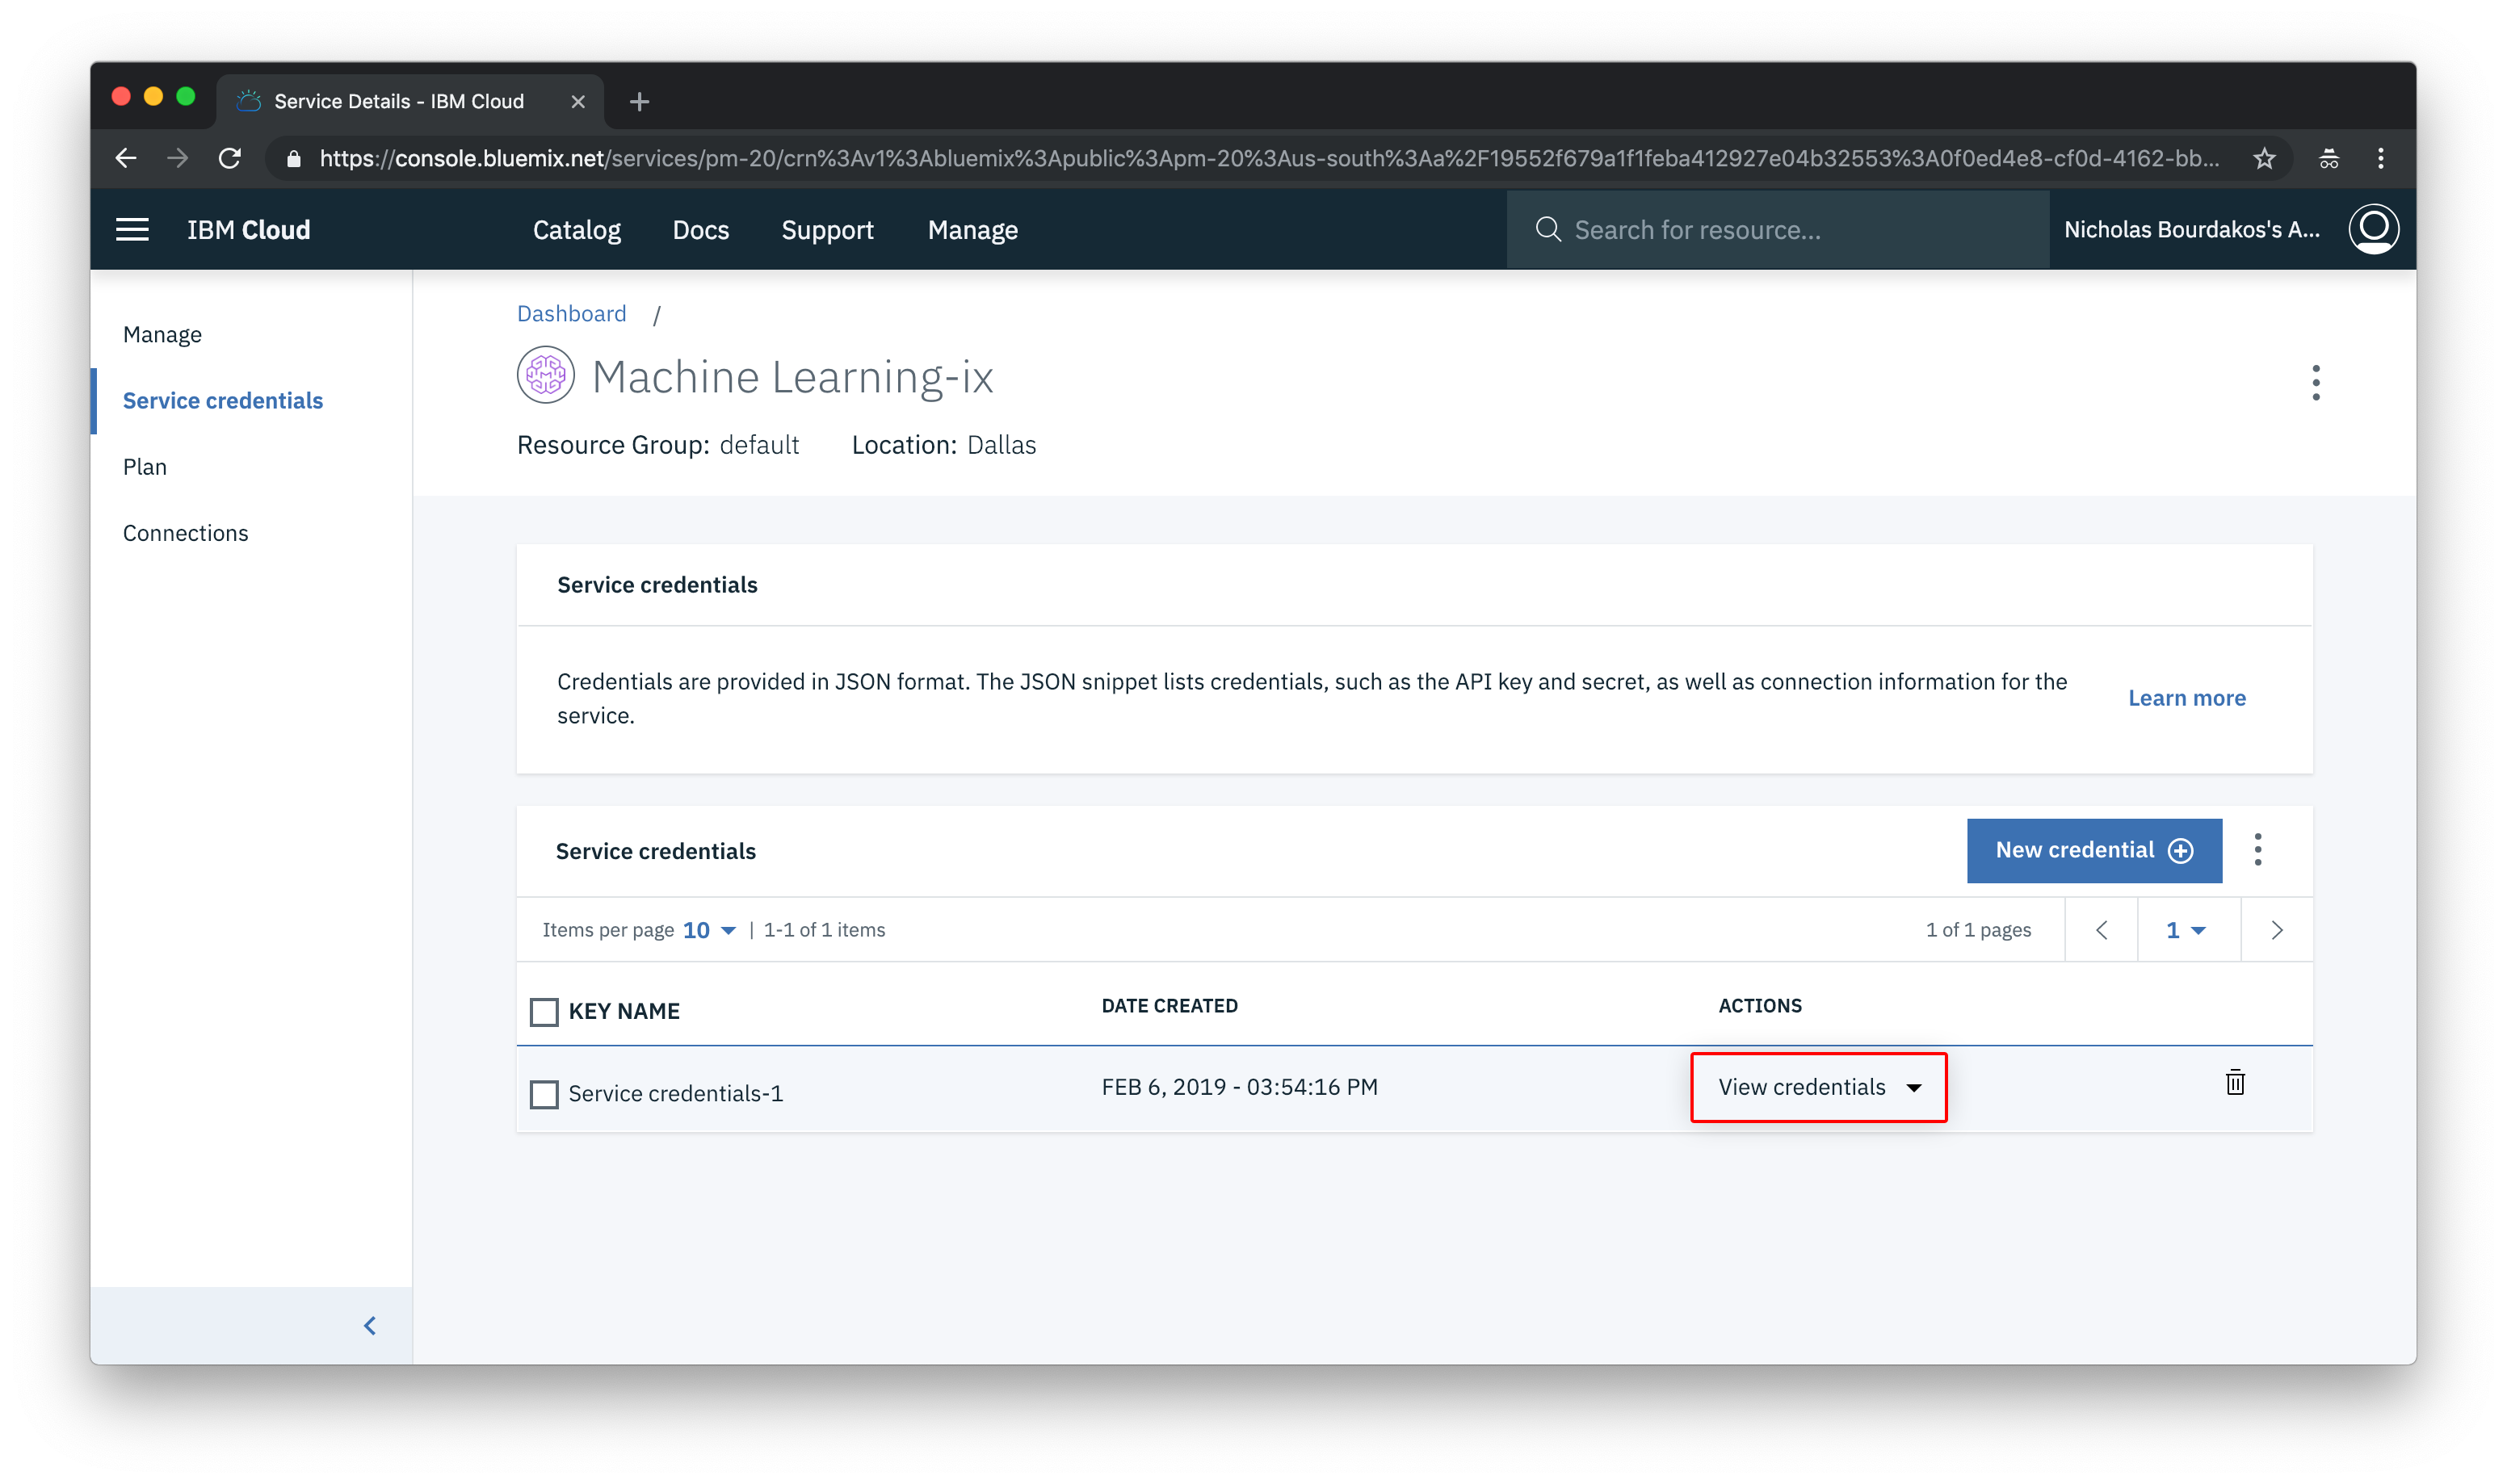 Service Details - IBM Cloud
https://console.bluemix.net/services/pm-20/crn%3Av1%3Abluemix%3Apublic%3Apm-20%3Aus-south%3Aa%2F19552f679a1f1feba412927e04b32553%3A0f0ed4e8-cf0d-4162-bb...
IBM Cloud
Catalog
Docs
Support
Manage
Search for resource...
Nicholas Bourdakos's A...
Manage
Service credentials
Plan
Connections
Dashboard /
Machine Learning-ix
Resource Group: default Location: Dallas
Service credentials
Credentials are provided in JSON format. The JSON snippet lists credentials, such as the API key and secret, as well as connection information for the
service.
Learn more
Service credentials
New credential
Items per page 10 | 1-1 of 1 items
1 of 1 pages
1
KEY NAME DATE CREATED ACTIONS
Service credentials-1 FEB 6, 2019 - 03:54:16 PM View credentials